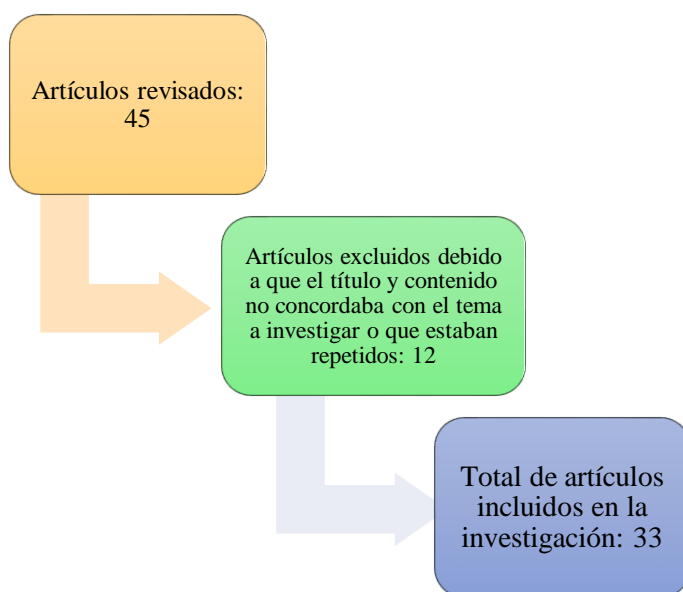 Artículos revisados:
45
Artículos excluidos debido
a que el título y contenido
no concordaba con el tema
a investigar o que estaban
repetidos: 12
Total de artículos
incluidos en la
investigación: 33